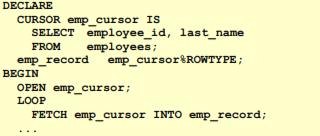 DECLARE
  CURSOR emp_cursor IS
    SELECT employee_id, last_name
    FROM   employees;
  emp_record   emp_cursor%ROWTYPE;
BEGIN
  OPEN emp_cursor;
  LOOP
    FETCH emp_cursor INTO emp_record;
  ...